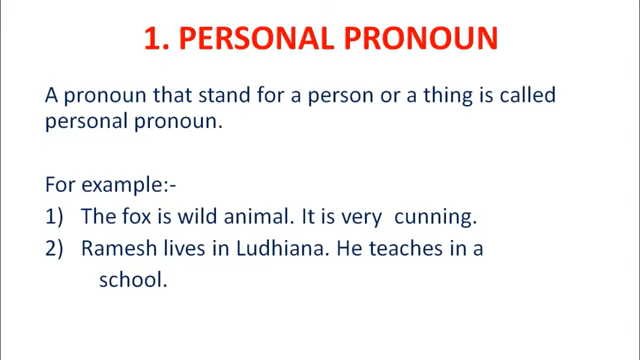 1. PERSONAL PRONOUN
A pronoun that stand for a person or a thing is called
personal pronoun.
For example:-
1) The fox is wild animal. It is very cunning.
2) Ramesh lives in Ludhiana. He teaches in a
school.